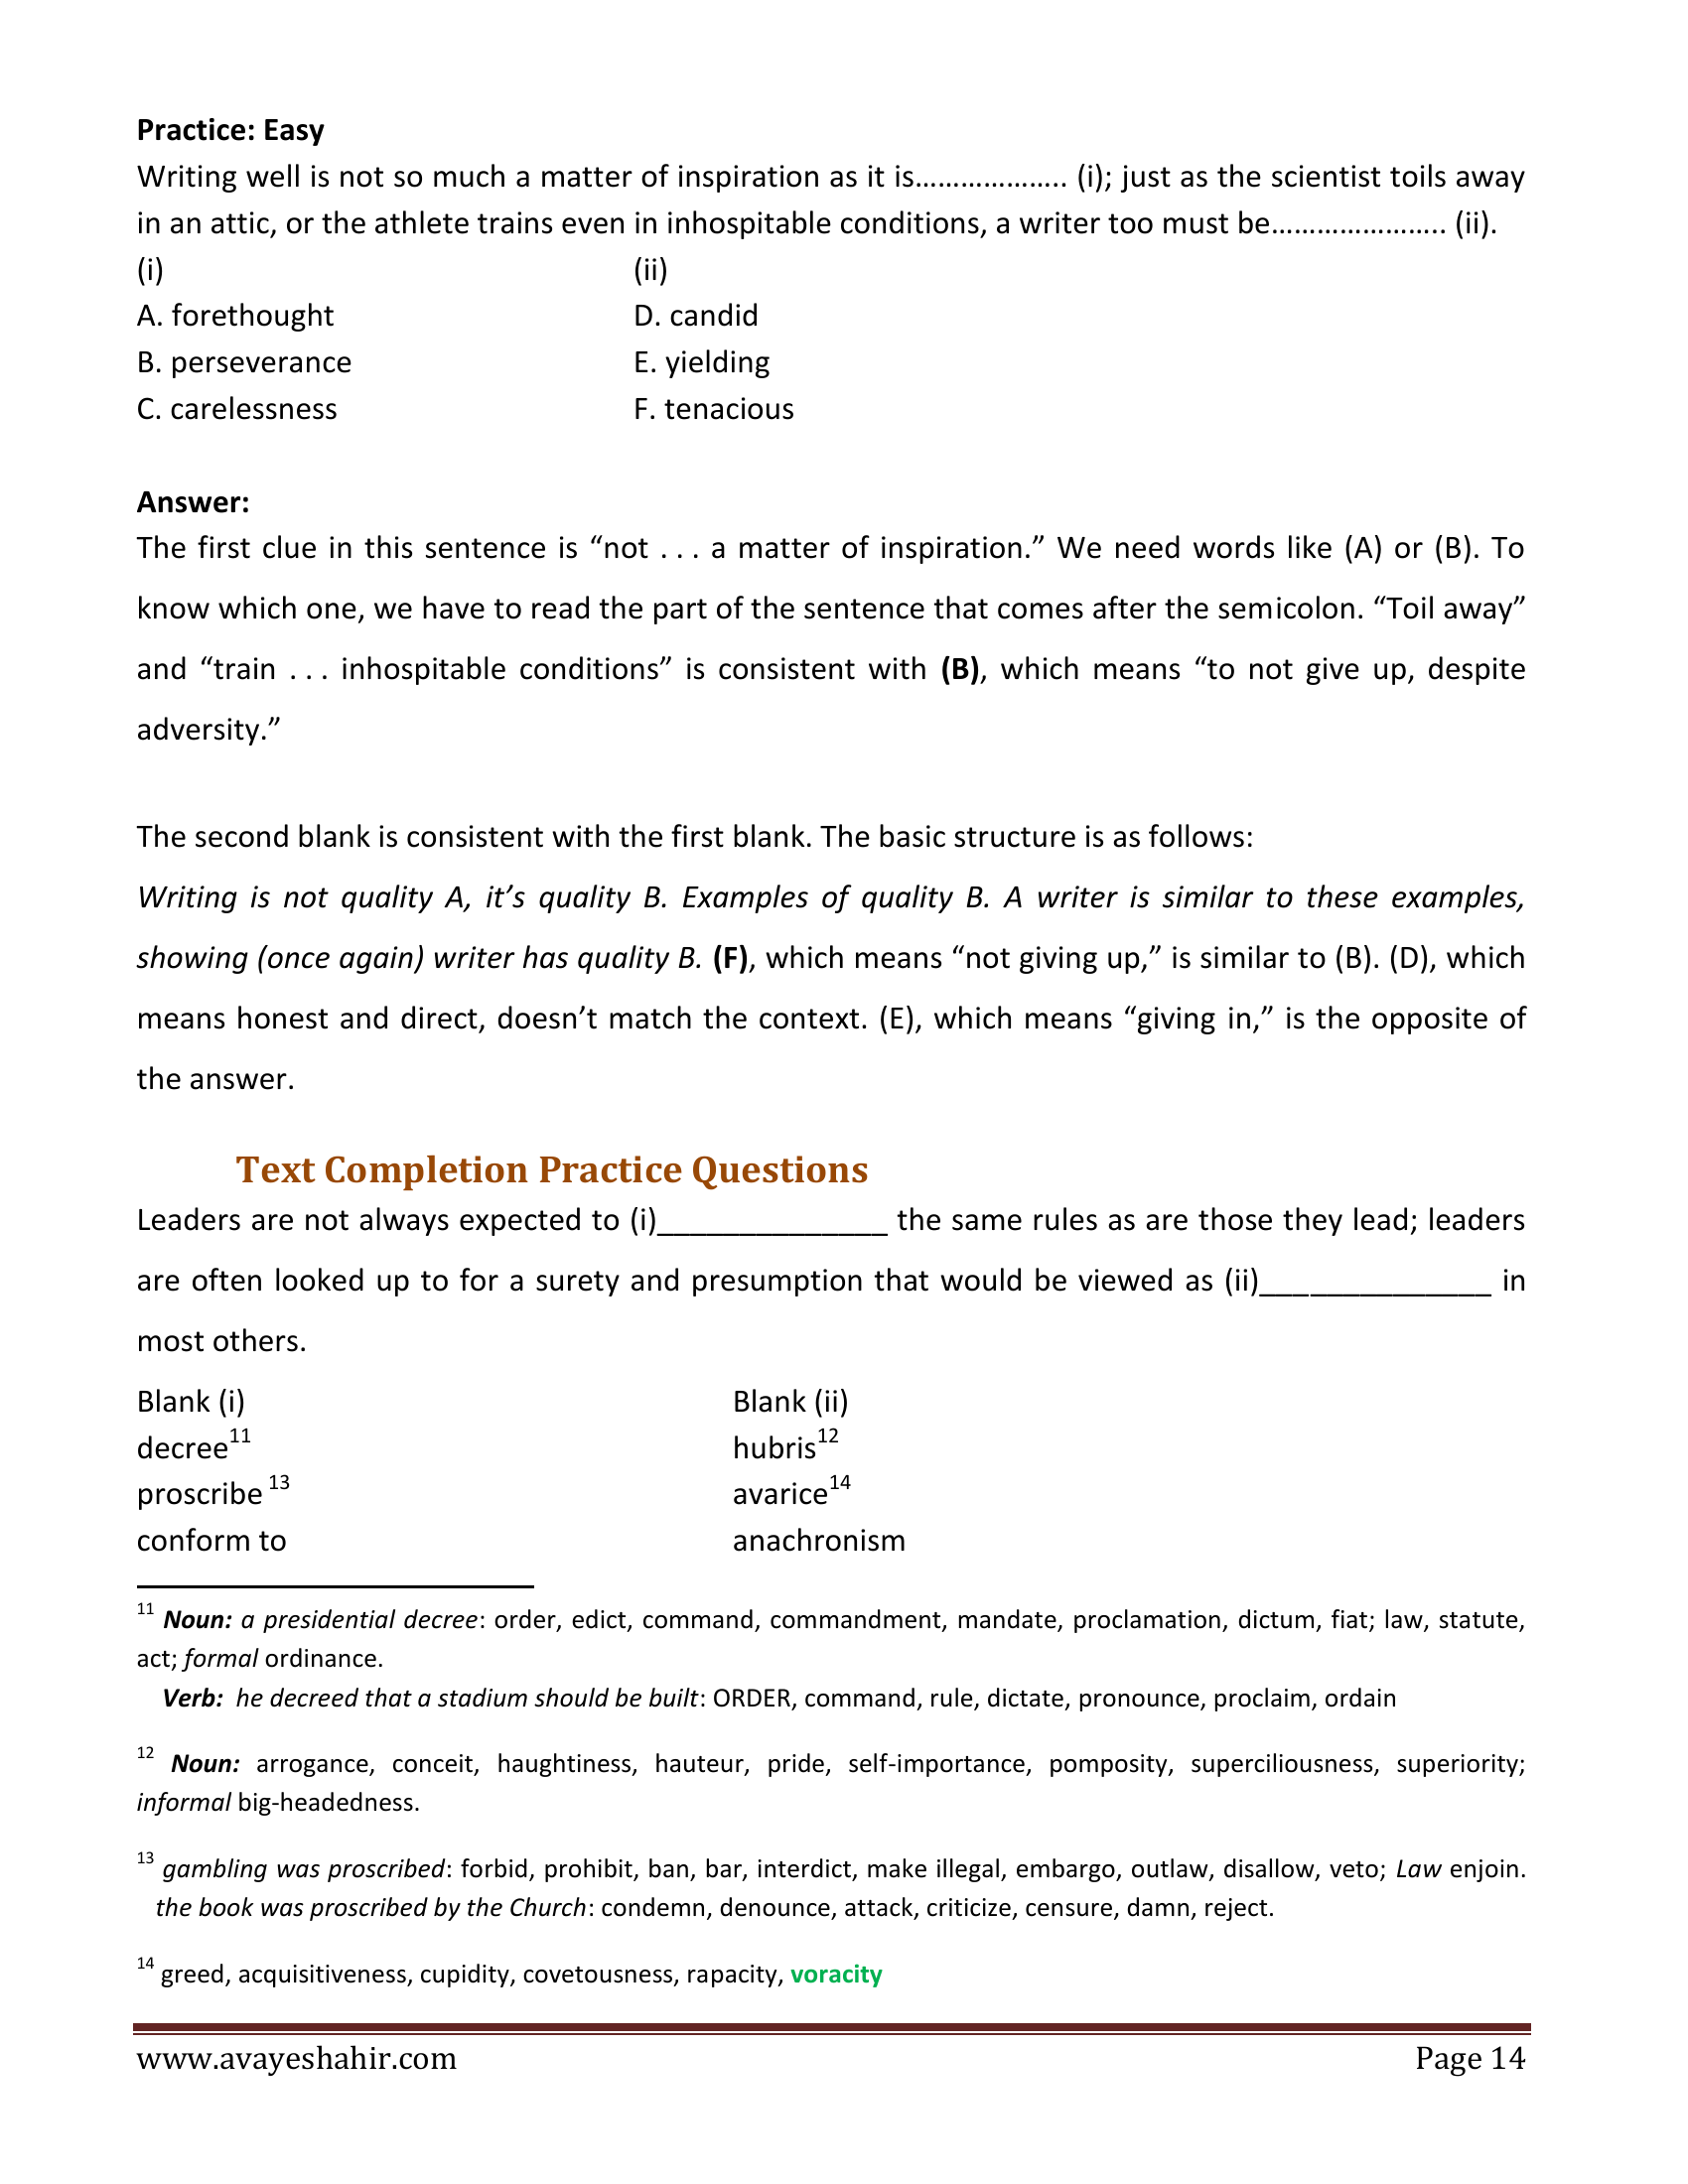 Practice: Easy
Writing well is not so much a matter of inspiration as it is……………….. (i); just as the scientist toils away
in an attic, or the athlete trains even in inhospitable conditions, a writer too must be………………….. (ii).
(i) (ii)
A. forethought D. candid
B. perseverance E. yielding
C. carelessness F. tenacious
Answer:
The first clue in this sentence is “not . . . a matter of inspiration.” We need words like (A) or (B). To
know which one, we have to read the part of the sentence that comes after the semicolon. “Toil away”
and “train . . . inhospitable conditions” is consistent with (B), which means “to not give up, despite
adversity.”
The second blank is consistent with the first blank. The basic structure is as follows:
Writing is not quality A, it’s quality B. Examples of quality B. A writer is similar to these examples,
showing (once again) writer has quality B. (F), which means “not giving up,” is similar to (B). (D), which
means honest and direct, doesn’t match the context. (E), which means “giving in,” is the opposite of
the answer.
Text Completion Practice Questions
Leaders are not always expected to (i)______________ the same rules as are those they lead; leaders
are often looked up to for a surety and presumption that would be viewed as (ii)______________ in
most others.
Blank (i) Blank (ii)
decree11 hubris12
proscribe 13 avarice14
conform to anachronism
11 Noun: a presidential decree: order, edict, command, commandment, mandate, proclamation, dictum, fiat; law, statute,
act; formal ordinance.
Verb: he decreed that a stadium should be built: ORDER, command, rule, dictate, pronounce, proclaim, ordain
12 Noun: arrogance, conceit, haughtiness, hauteur, pride, self-importance, pomposity, superciliousness, superiority;
informal big-headedness.
13 gambling was proscribed: forbid, prohibit, ban, bar, interdict, make illegal, embargo, outlaw, disallow, veto; Law enjoin.
the book was proscribed by the Church: condemn, denounce, attack, criticize, censure, damn, reject.
14 greed, acquisitiveness, cupidity, covetousness, rapacity, voracity
www.avayeshahir.com Page 14